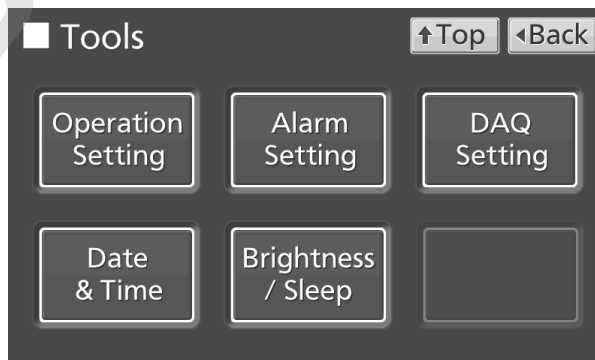 Tools
↑Top
◂Back
Operation
Setting
Alarm
Setting
DAQ
Setting
Date
& Time
Brightness
/ Sleep